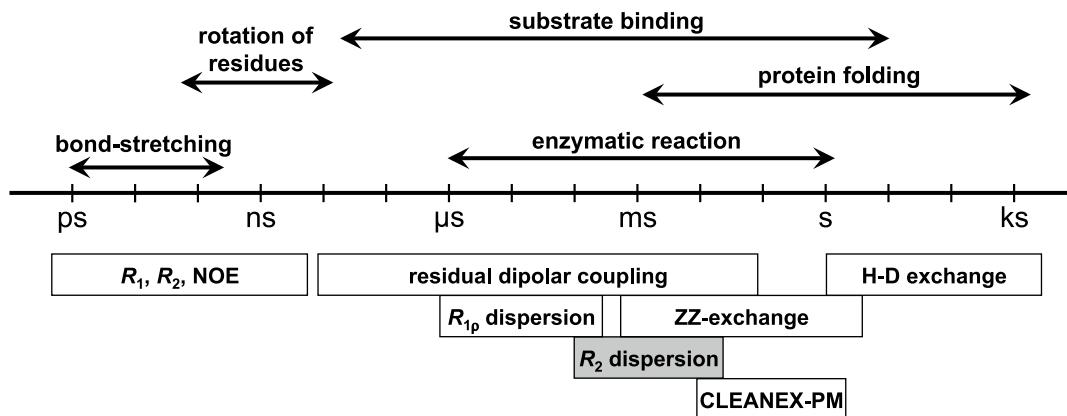 substrate binding
rotation of
residues
protein folding
bond-stretching
enzymatic reaction
ps ns μs ms s ks
R₁, R₂, NOE residual dipolar coupling H-D exchange
R₁ρ dispersion ZZ-exchange
R₂ dispersion
CLEANEX-PM